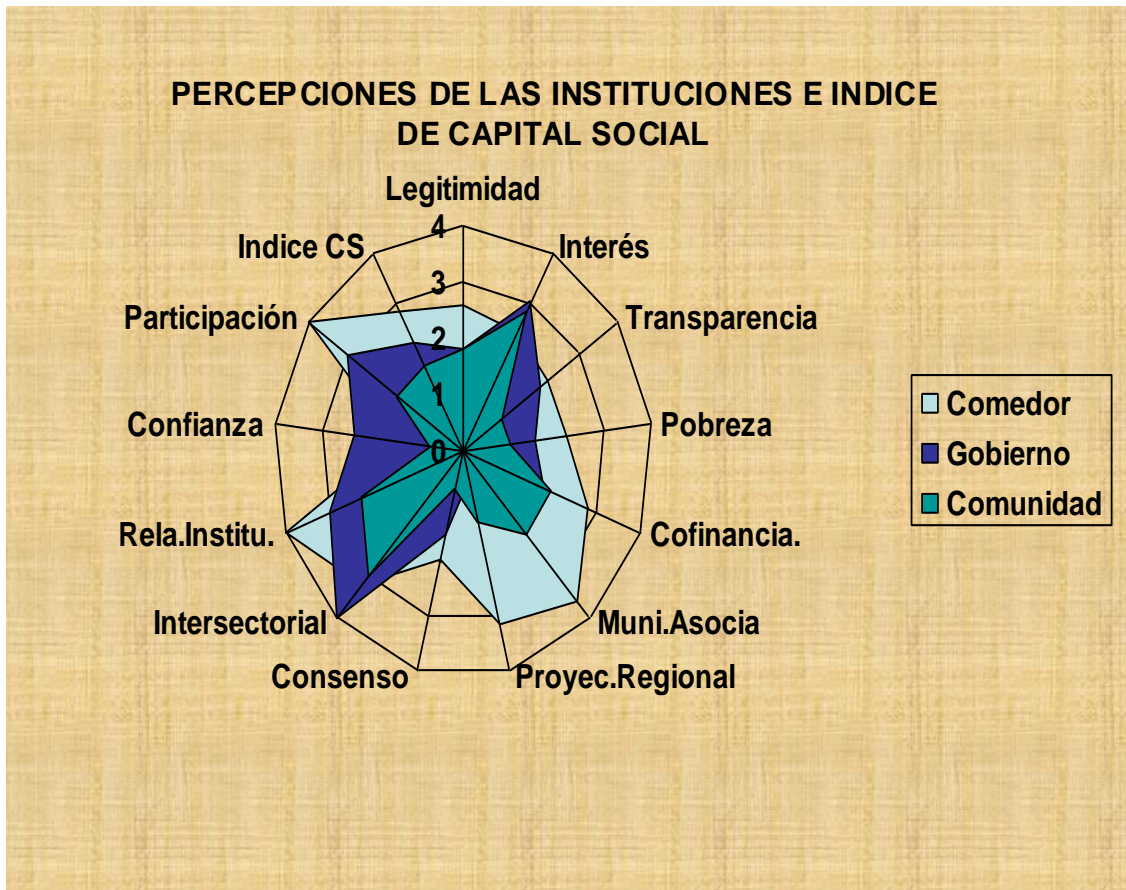 PERCEPCIONES DE LAS INSTITUCIONES E INDICE
DE CAPITAL SOCIAL
Legitimidad
Interés
Transparencia
Pobreza
Cofinancia.
Muni.Asocia
Proyec.Regional
Consenso
Intersectorial
Rela.Institu.
Confianza
Participación
Indice CS
4
3
2
1
0
Comedor
Gobierno
Comunidad